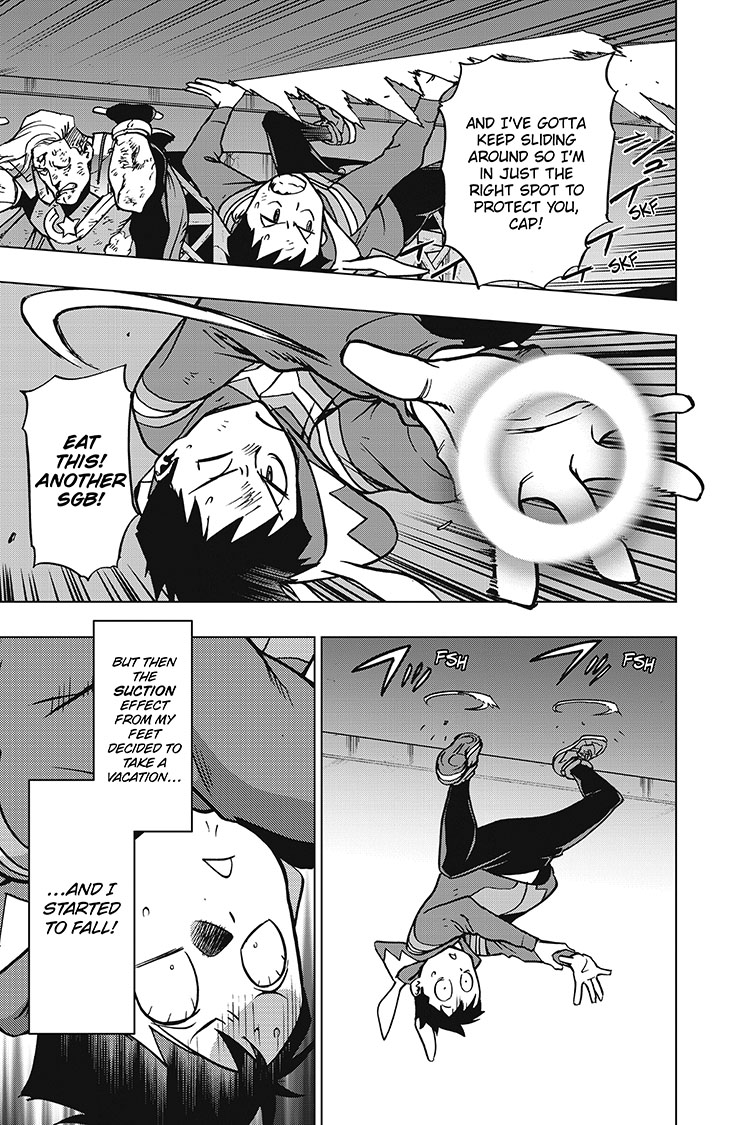 AND I'VE GOTTA
KEEP SLIDING
AROUND SO I'M
IN JUST THE
RIGHT SPOT TO
PROTECT YOU,
CAP!
SKF
SKF
EAT
THIS!
ANOTHER
SGB!
FSH
FSH
BUT THEN
THE
SUCTION
EFFECT
FROM MY
FEET
DECIDED TO
TAKE A
VACATION...
...AND I
STARTED
TO FALL!